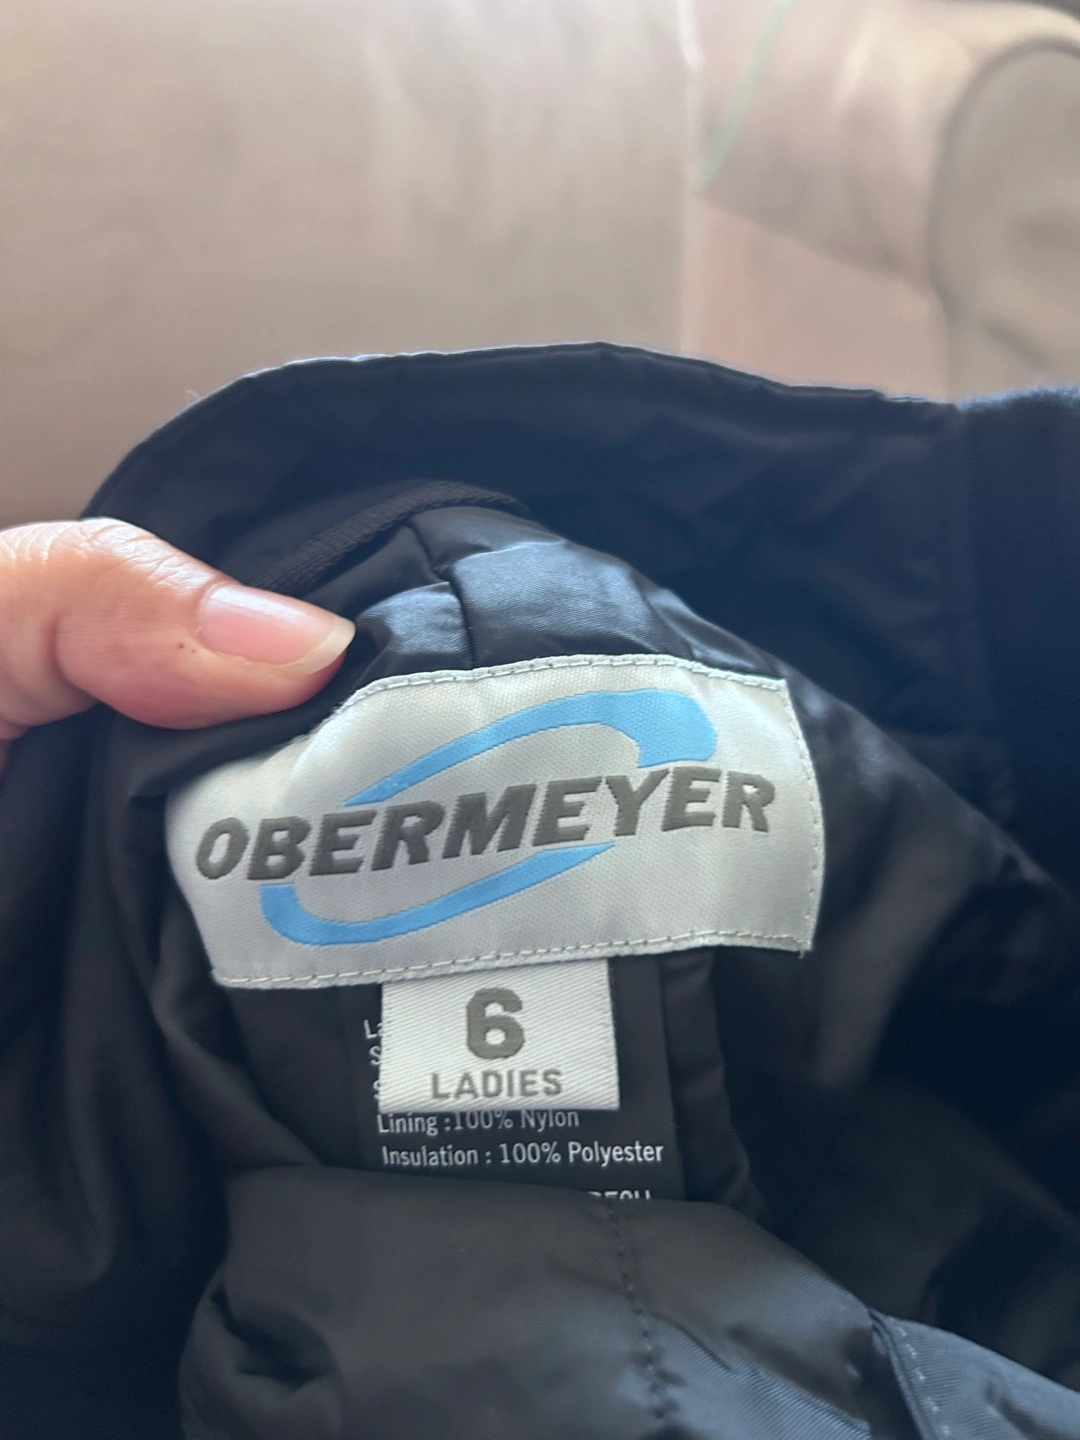 OBERMEYER
6
LADIES
Lining :100% Nylon
Insulation : 100% Polyester